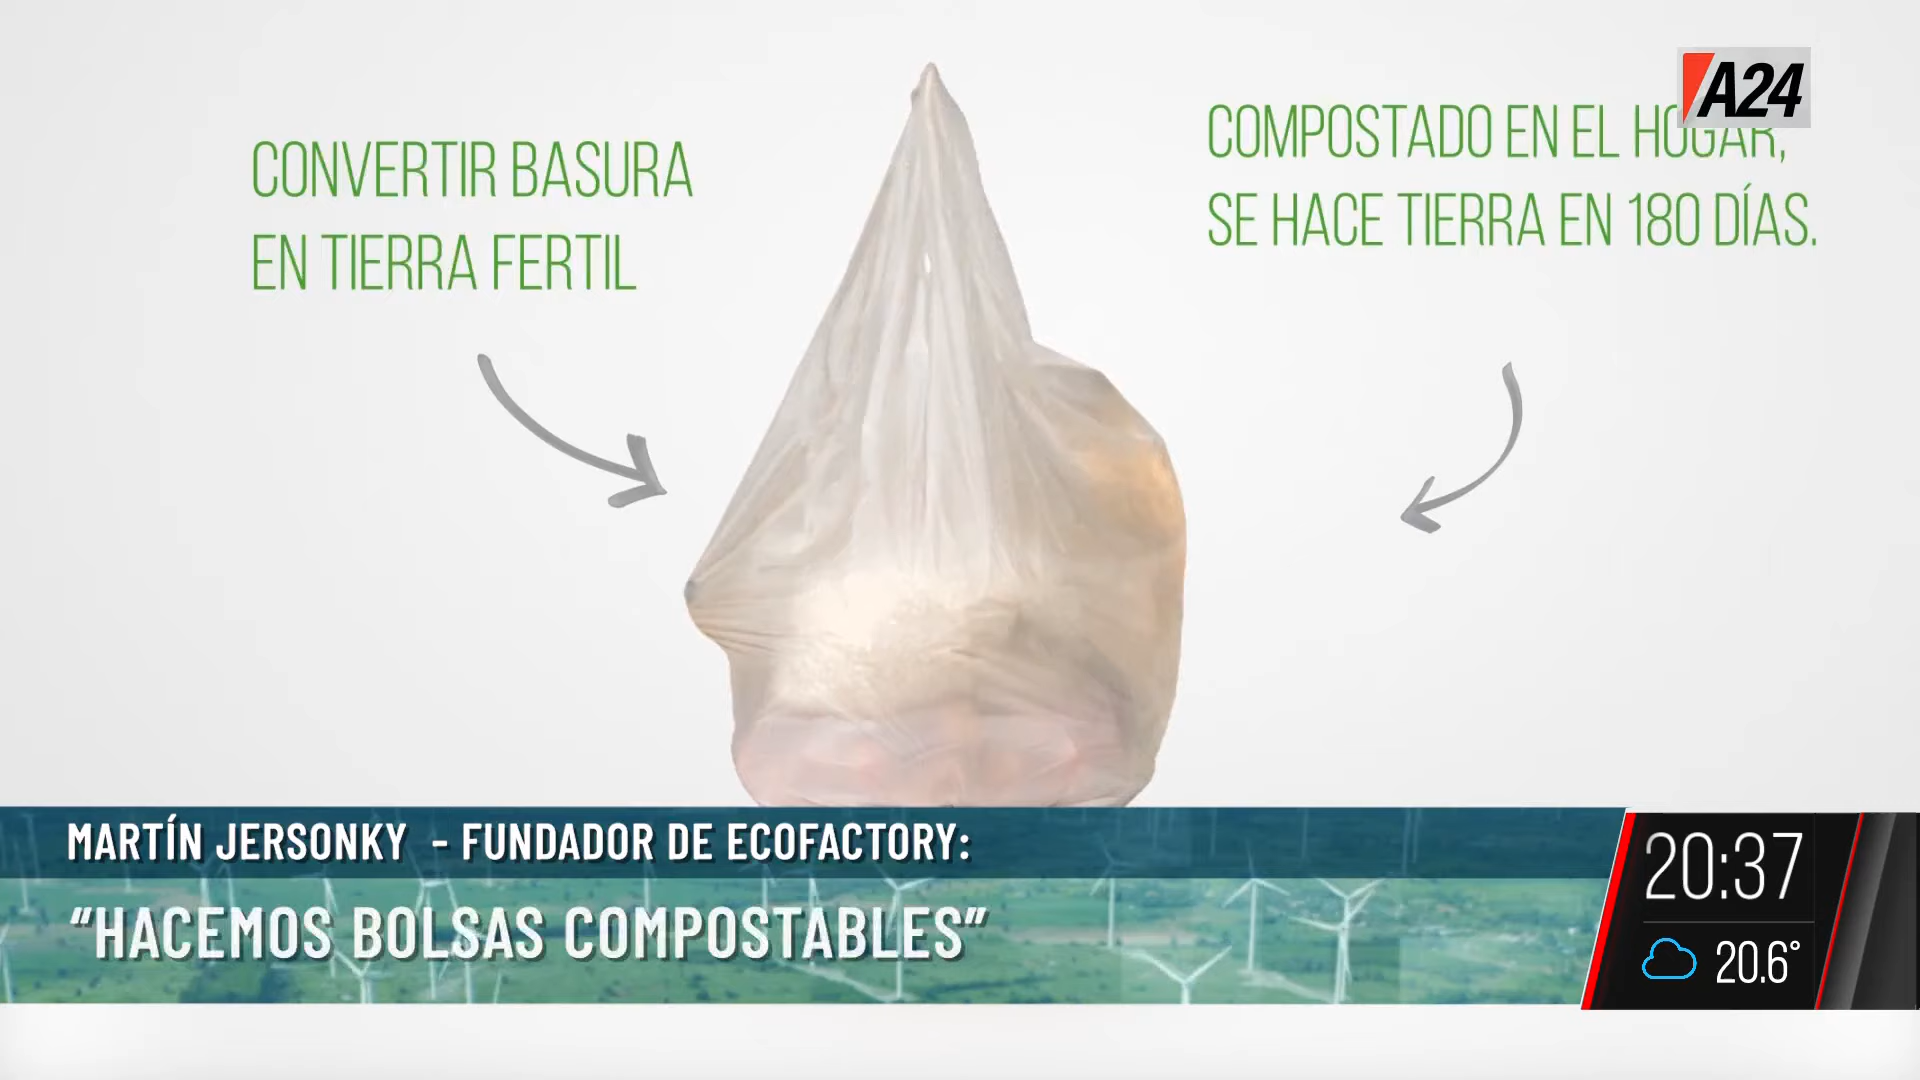 A24
CONVERTIR BASURA
EN TIERRA FERTIL
COMPOSTADO EN EL HOGAR,
SE HACE TIERRA EN 180 DÍAS.
MARTÍN JERSONKY - FUNDADOR DE ECOFACTORY:
“HACEMOS BOLSAS COMPOSTABLES”
20:37
20.6°